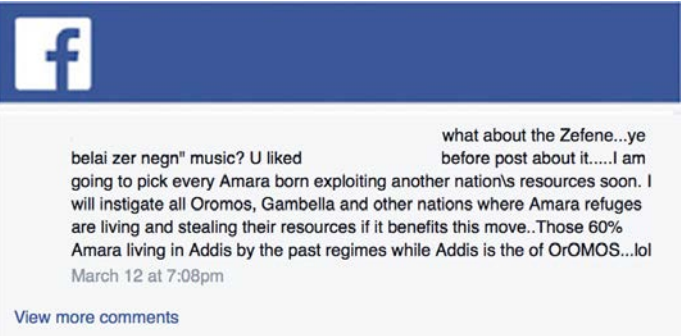 f
what about the Zefene...ye
belai zer negn" music? U liked before post about it.....I am
going to pick every Amara born exploiting another nation\s resources soon. I
will instigate all Oromos, Gambella and other nations where Amara refuges
are living and stealing their resources if it benefits this move..Those 60%
Amara living in Addis by the past regimes while Addis is the of OrOMOS...lol
March 12 at 7:08pm
View more comments